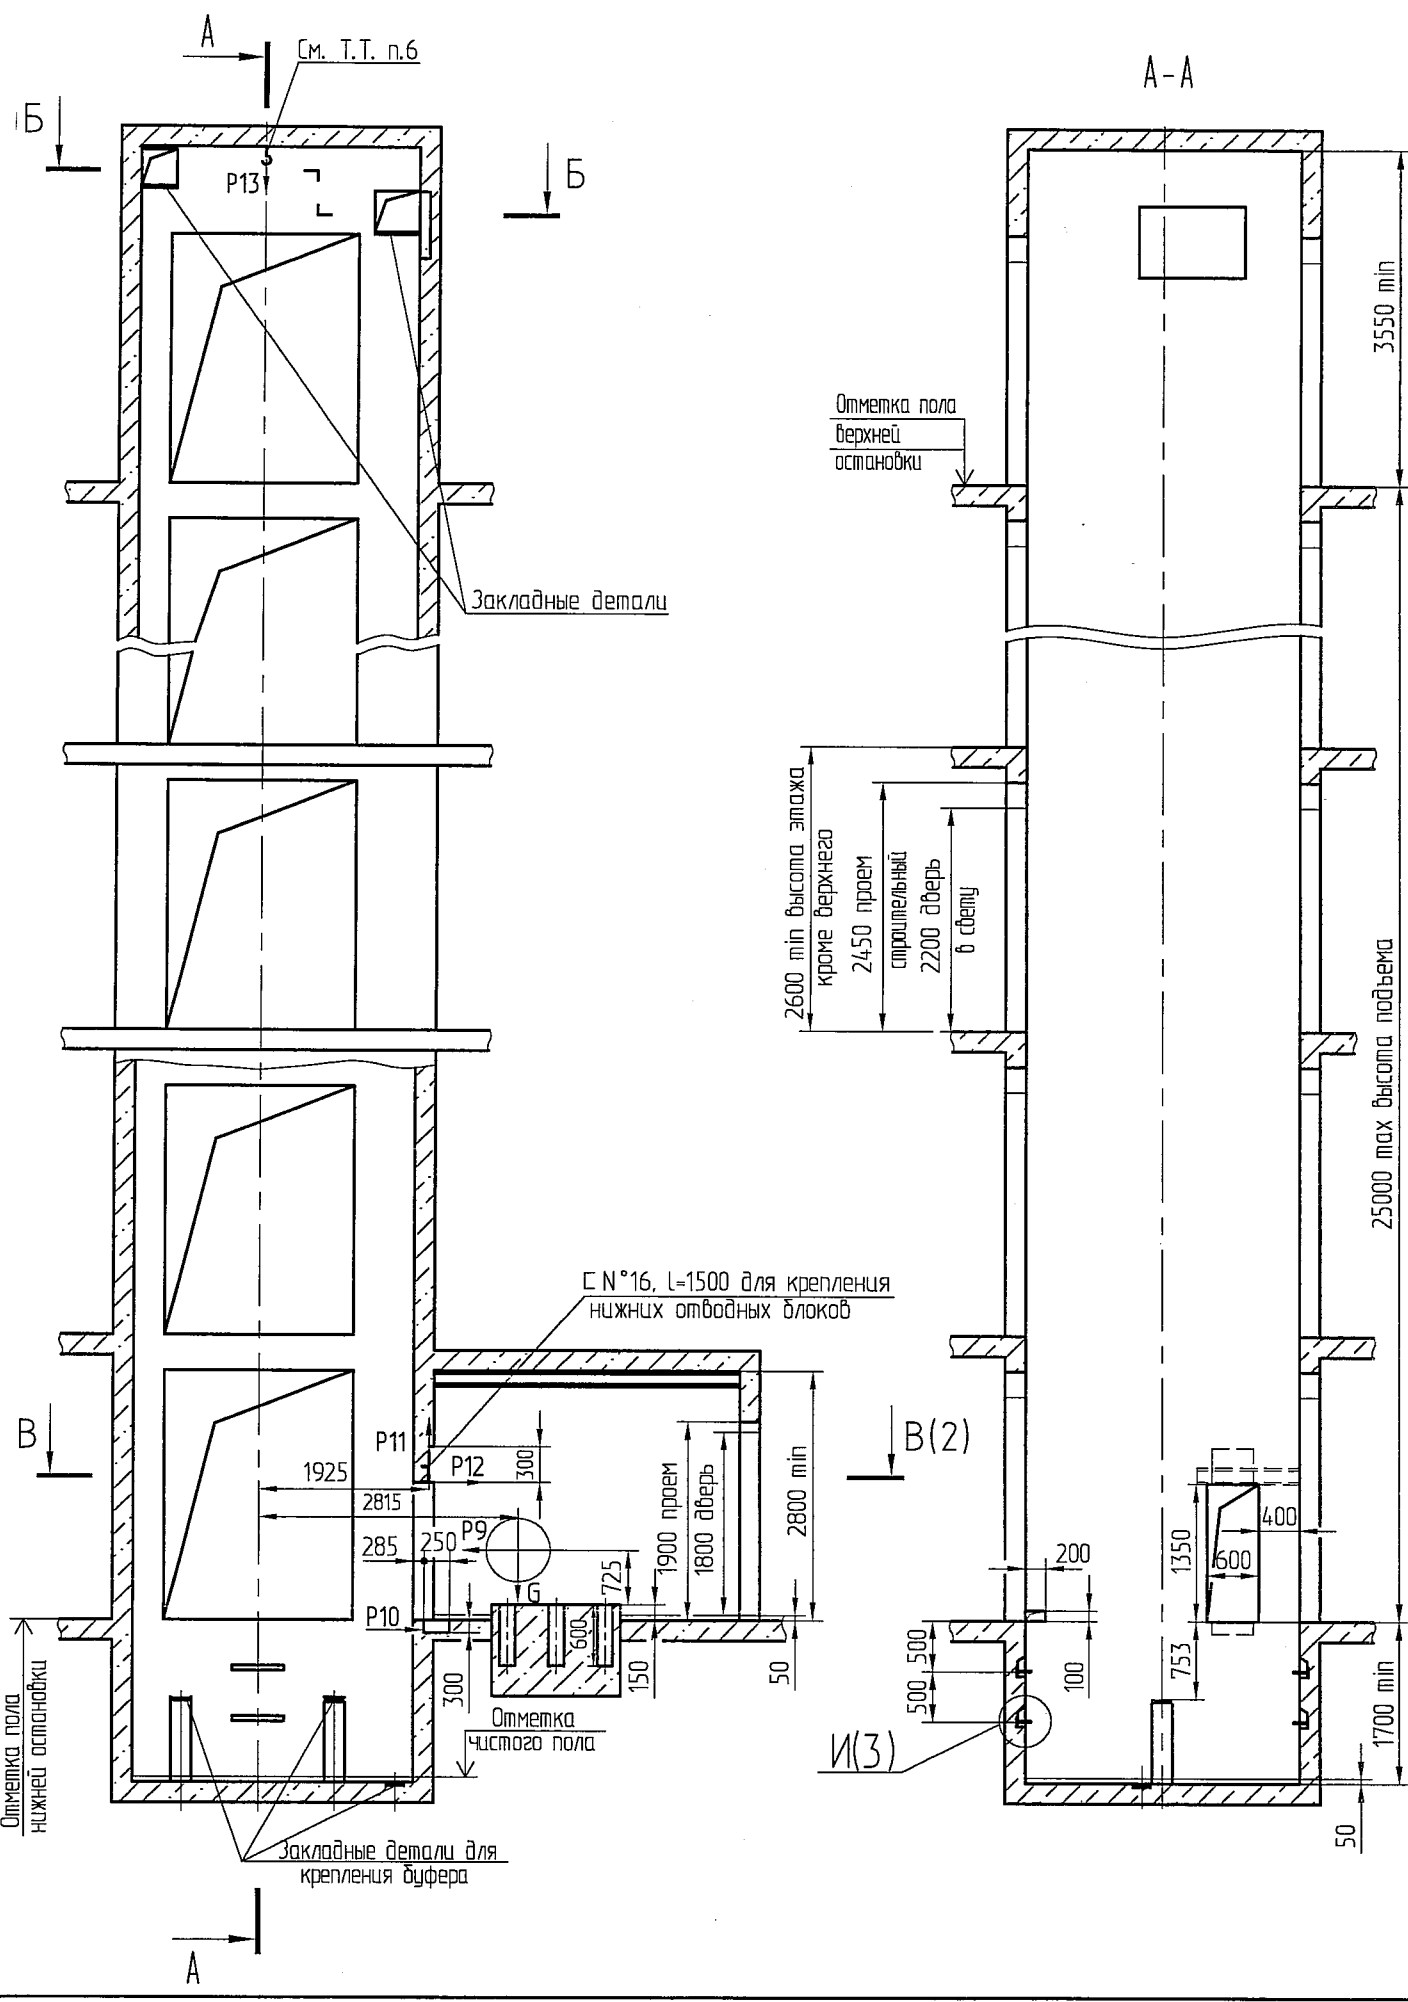 А
См. Т.Т. п.6
Б
Б
Р13
Закладные детали
⊏ N°16, L=1500 для крепления
нижних отводных блоков
В
В(2)
Р11
Р12
300
1925
2815
Р9
285
250
725
1900 проем
1800 дверь
2800 min
G
Р10
600
300
150
50
Отметка
чистого пола
Отметка пола
нижней остановки
Закладные детали для
крепления буфера
А
А-А
3550 min
Отметка пола
верхней
остановки
2600 min высота этажа
кроме верхнего
2450 проем
строительный
2200 дверь
в свету
25000 max высота подъема
1350
600
400
200
100
500
500
753
1700 min
И(3)
50